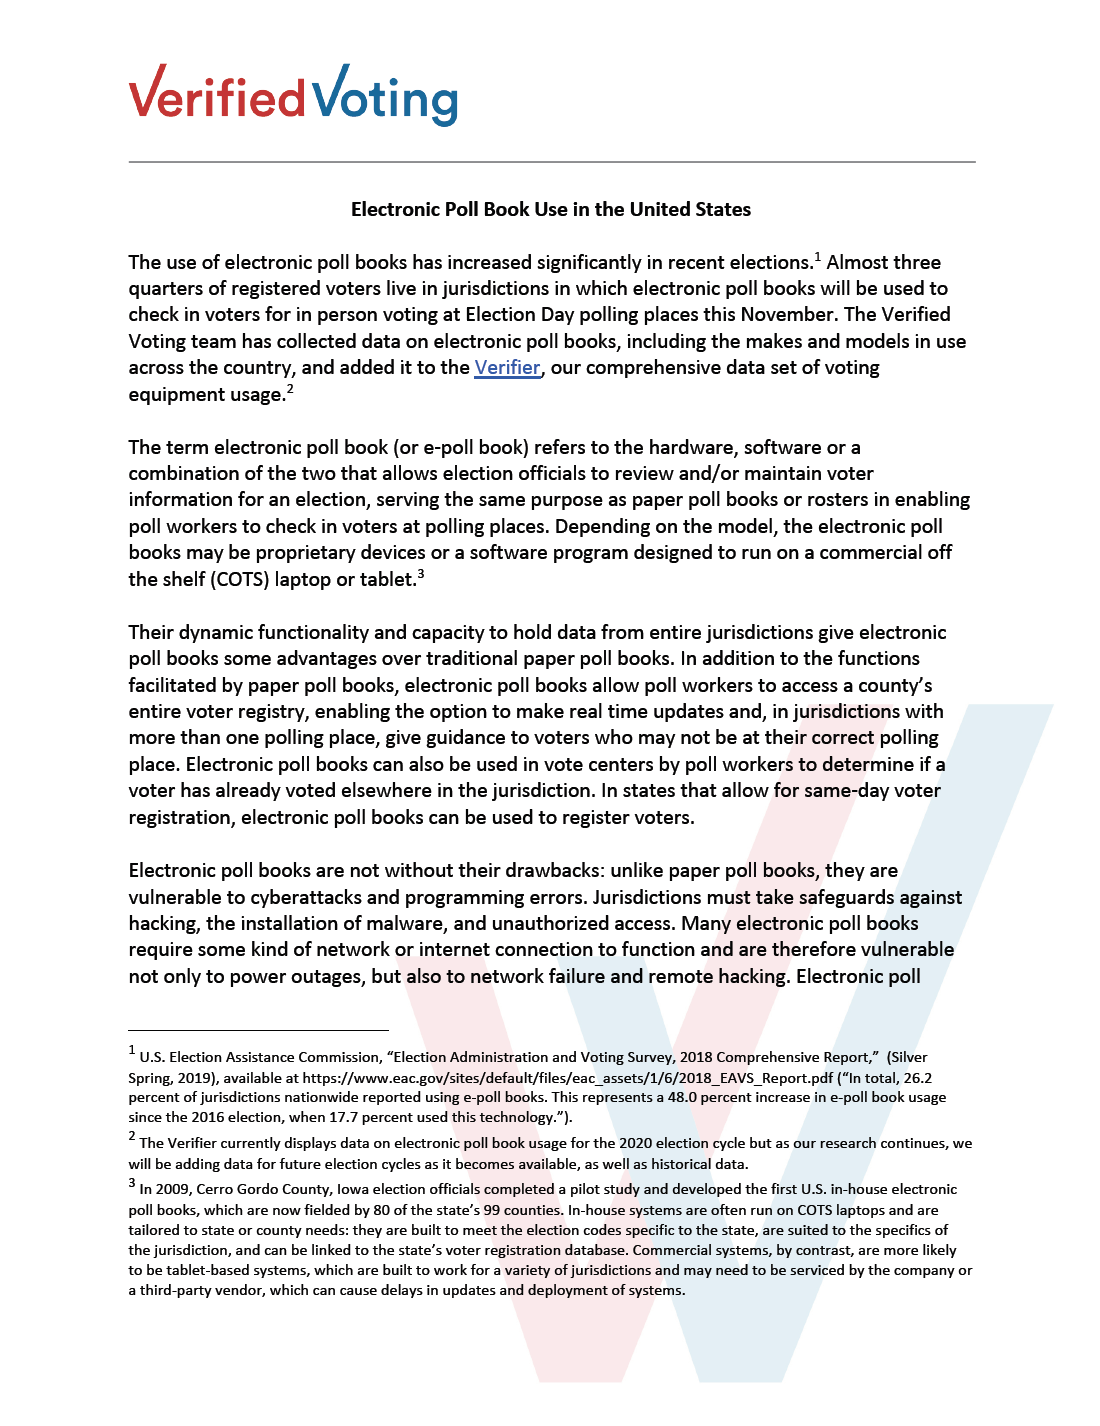 Verified Voting
Electronic Poll Book Use in the United States
The use of electronic poll books has increased significantly in recent elections.1 Almost three
quarters of registered voters live in jurisdictions in which electronic poll books will be used to
check in voters for in person voting at Election Day polling places this November. The Verified
Voting team has collected data on electronic poll books, including the makes and models in use
across the country, and added it to the Verifier, our comprehensive data set of voting
equipment usage.2
The term electronic poll book (or e-poll book) refers to the hardware, software or a
combination of the two that allows election officials to review and/or maintain voter
information for an election, serving the same purpose as paper poll books or rosters in enabling
poll workers to check in voters at polling places. Depending on the model, the electronic poll
books may be proprietary devices or a software program designed to run on a commercial off
the shelf (COTS) laptop or tablet.3
Their dynamic functionality and capacity to hold data from entire jurisdictions give electronic
poll books some advantages over traditional paper poll books. In addition to the functions
facilitated by paper poll books, electronic poll books allow poll workers to access a county's
entire voter registry, enabling the option to make real time updates and, in jurisdictions with
more than one polling place, give guidance to voters who may not be at their correct polling
place. Electronic poll books can also be used in vote centers by poll workers to determine if a
voter has already voted elsewhere in the jurisdiction. In states that allow for same-day voter
registration, electronic poll books can be used to register voters.
Electronic poll books are not without their drawbacks: unlike paper poll books, they are
vulnerable to cyberattacks and programming errors. Jurisdictions must take safeguards against
hacking, the installation of malware, and unauthorized access. Many electronic poll books
require some kind of network or internet connection to function and are therefore vulnerable
not only to power outages, but also to network failure and remote hacking. Electronic poll
1 U.S. Election Assistance Commission, “Election Administration and Voting Survey, 2018 Comprehensive Report,” (Silver
Spring, 2019), available at https://www.eac.gov/sites/default/files/eac_assets/1/6/2018_EAVS_Report.pdf (“In total, 26.2
percent of jurisdictions nationwide reported using e-poll books. This represents a 48.0 percent increase in e-poll book usage
since the 2016 election, when 17.7 percent used this technology.”).
2 The Verifier currently displays data on electronic poll book usage for the 2020 election cycle but as our research continues, we
will be adding data for future election cycles as it becomes available, as well as historical data.
3 In 2009, Cerro Gordo County, Iowa election officials completed a pilot study and developed the first U.S. in-house electronic
poll books, which are now fielded by 80 of the state's 99 counties. In-house systems are often run on COTS laptops and are
tailored to state or county needs: they are built to meet the election codes specific to the state, are suited to the specifics of
the jurisdiction, and can be linked to the state's voter registration database. Commercial systems, by contrast, are more likely
to be tablet-based systems, which are built to work for a variety of jurisdictions and may need to be serviced by the company or
a third-party vendor, which can cause delays in updates and deployment of systems.